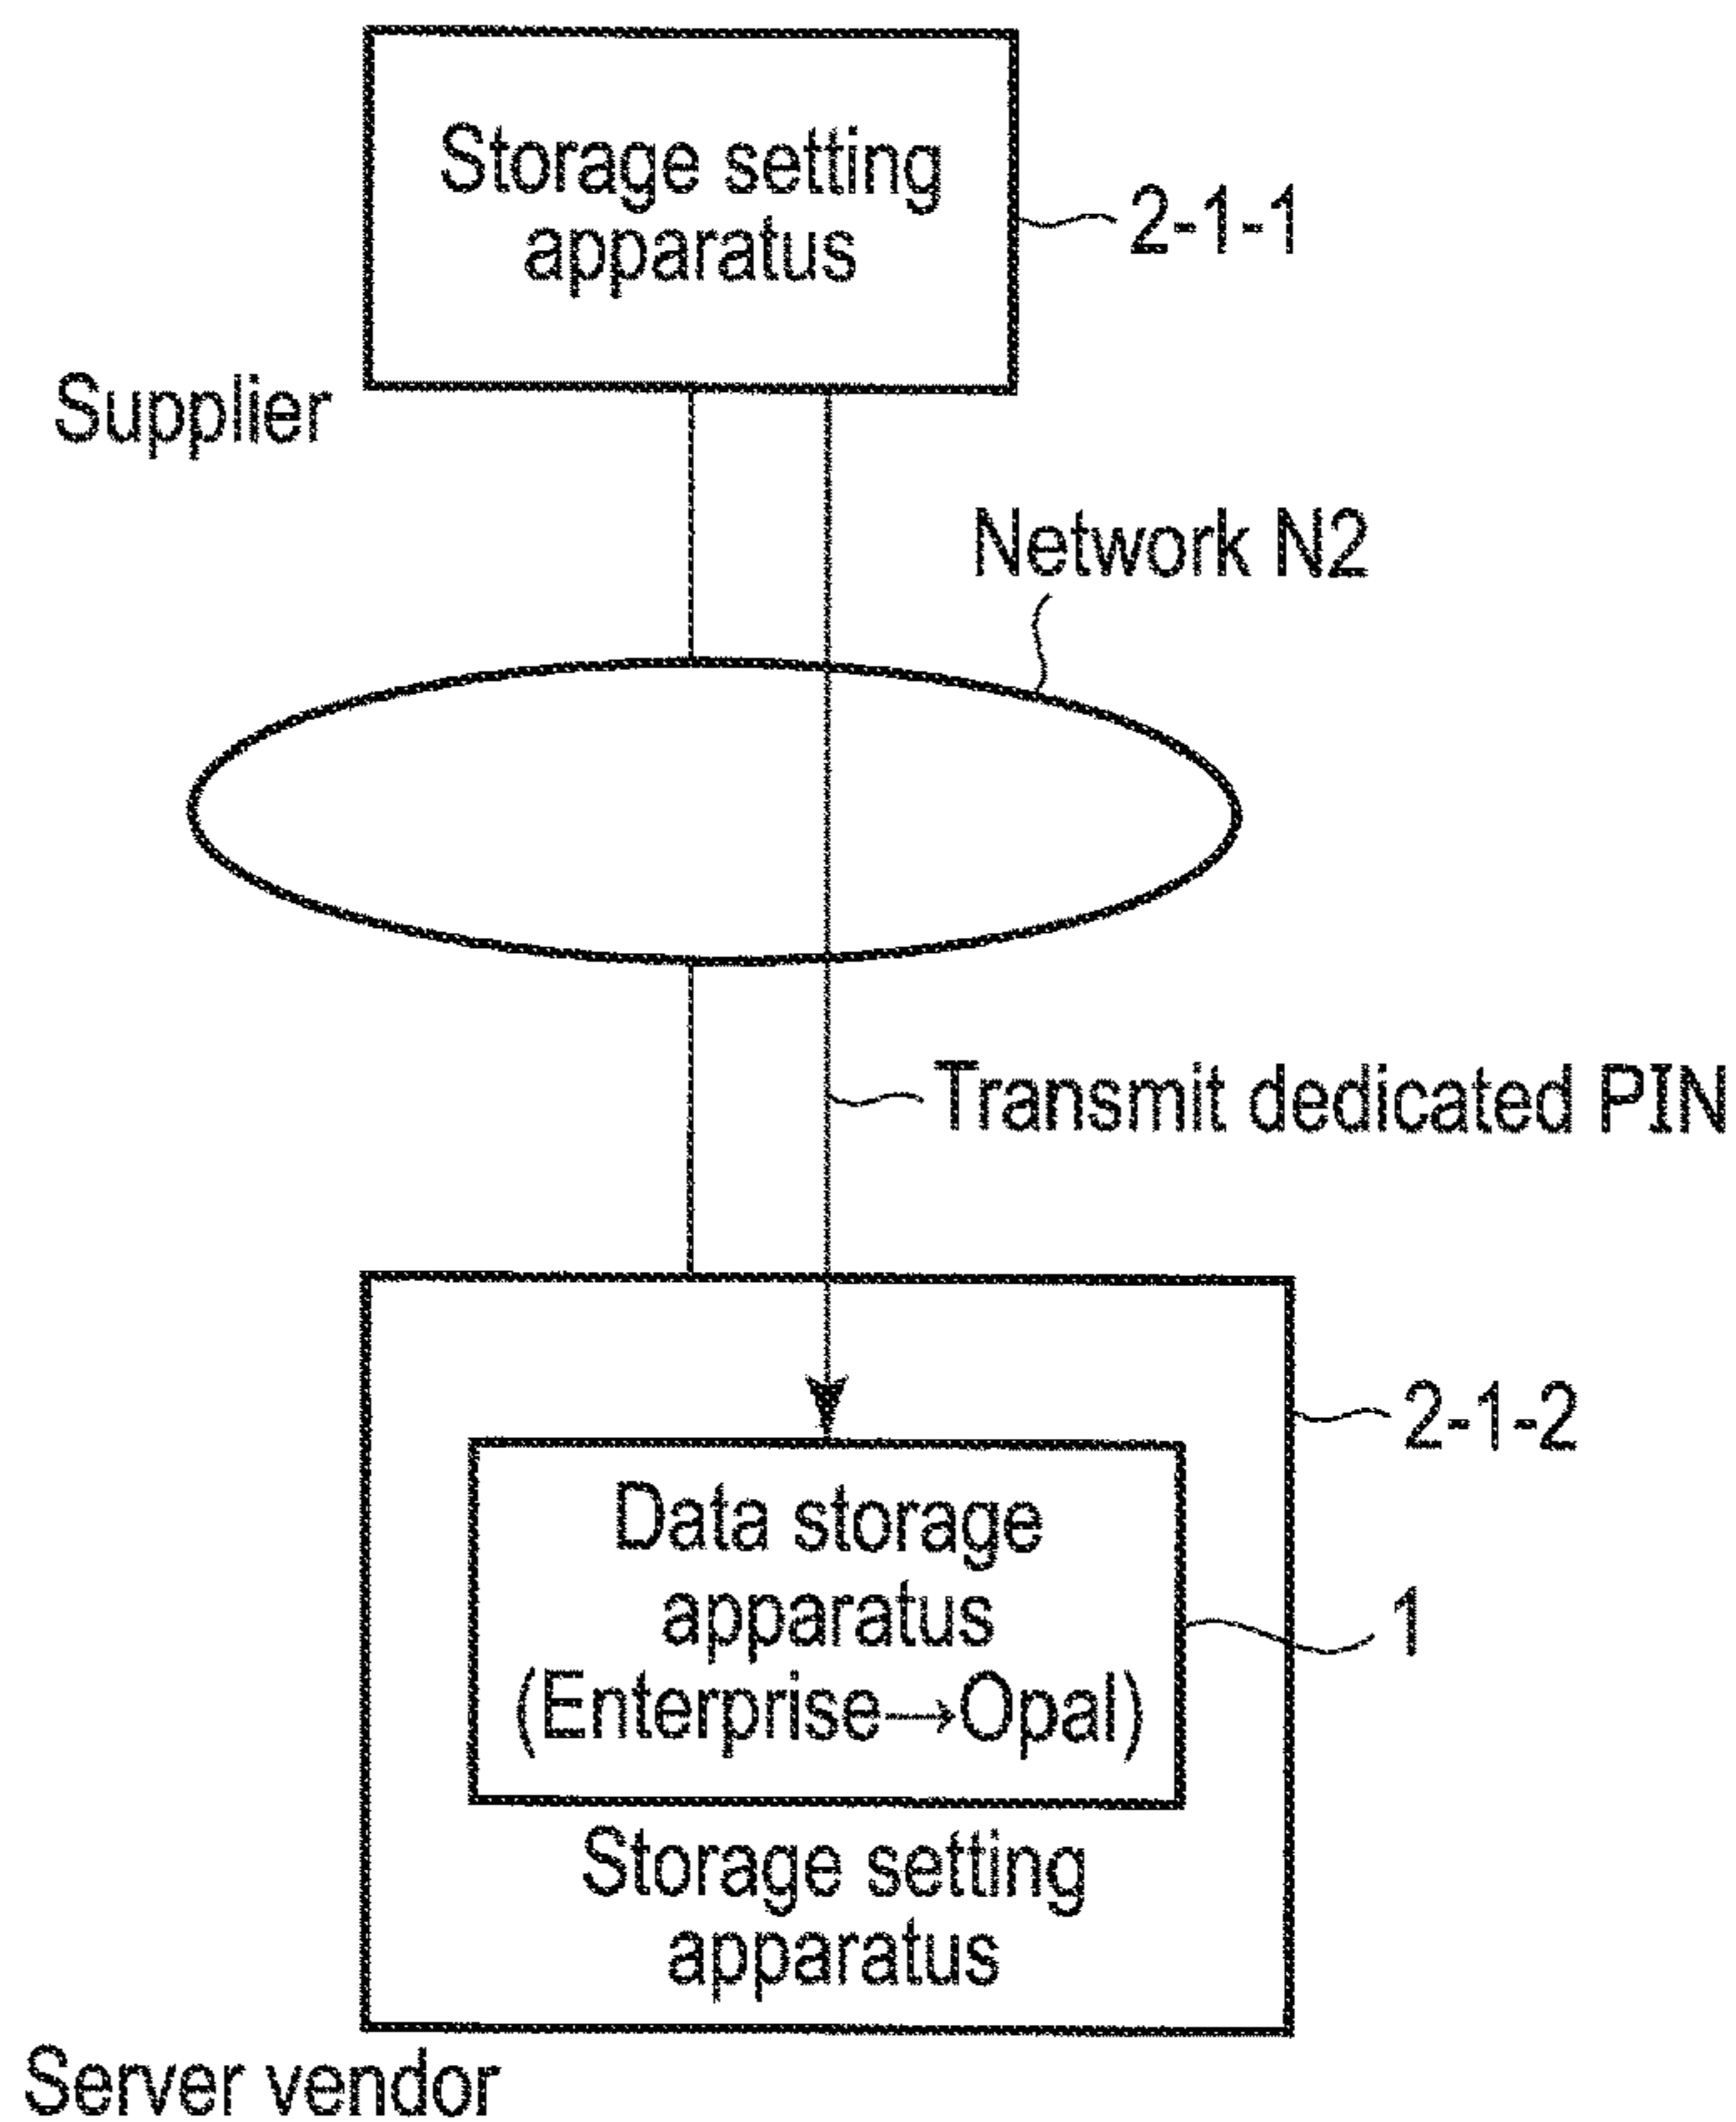 Storage setting
apparatus
2-1-1
Supplier
Network N2
Transmit dedicated PIN
2-1-2
Data storage
apparatus
(Enterprise→Opal)
1
Storage setting
apparatus
Server vendor